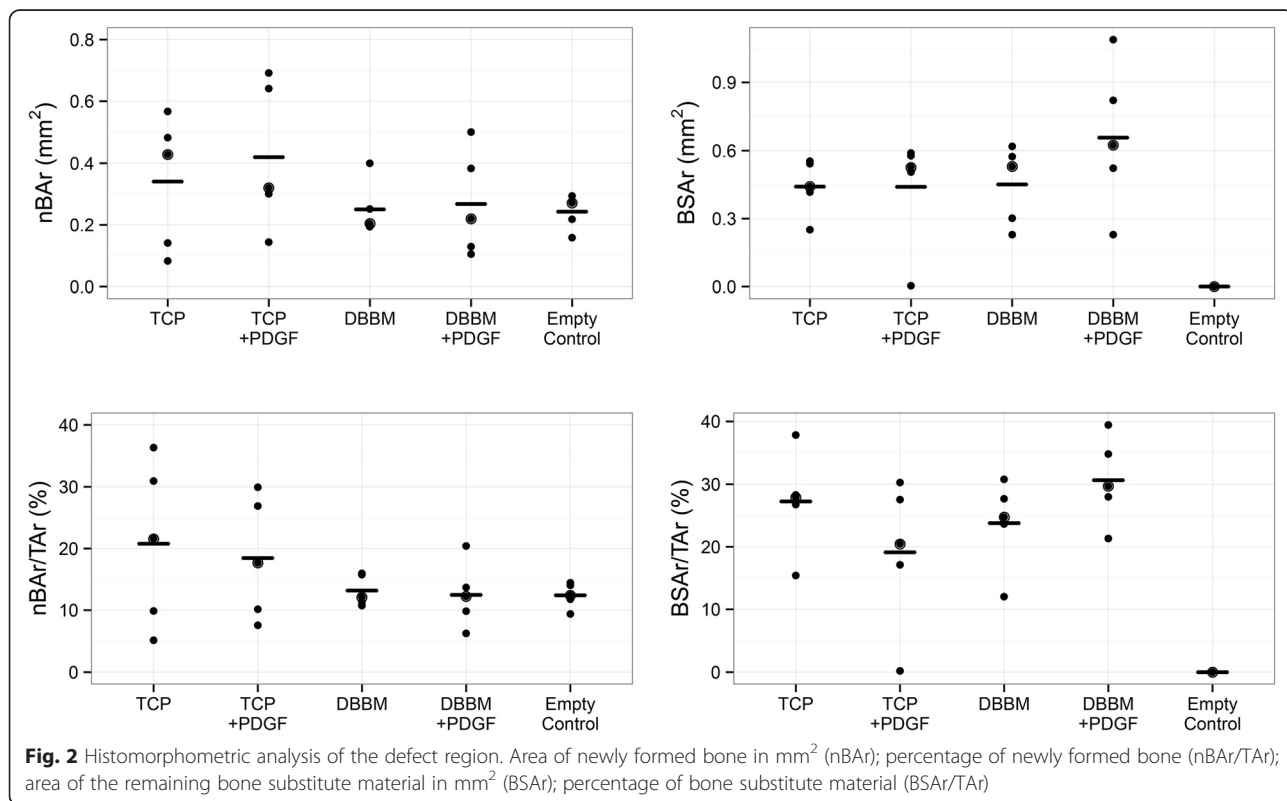 nBAr (mm²)
0.8
0.6
0.4
0.2
0.0
TCP
TCP
+PDGF
DBBM
DBBM
+PDGF
Empty
Control
BSAr (mm²)
0.9
0.6
0.3
0.0
TCP
TCP
+PDGF
DBBM
DBBM
+PDGF
Empty
Control
nBAr/TAr (%)
40
30
20
10
0
TCP
TCP
+PDGF
DBBM
DBBM
+PDGF
Empty
Control
BSAr/TAr (%)
40
30
20
10
0
TCP
TCP
+PDGF
DBBM
DBBM
+PDGF
Empty
Control
Fig. 2 Histomorphometric analysis of the defect region. Area of newly formed bone in mm² (nBAr); percentage of newly formed bone (nBAr/TAr);
area of the remaining bone substitute material in mm² (BSAr); percentage of bone substitute material (BSAr/TAr)